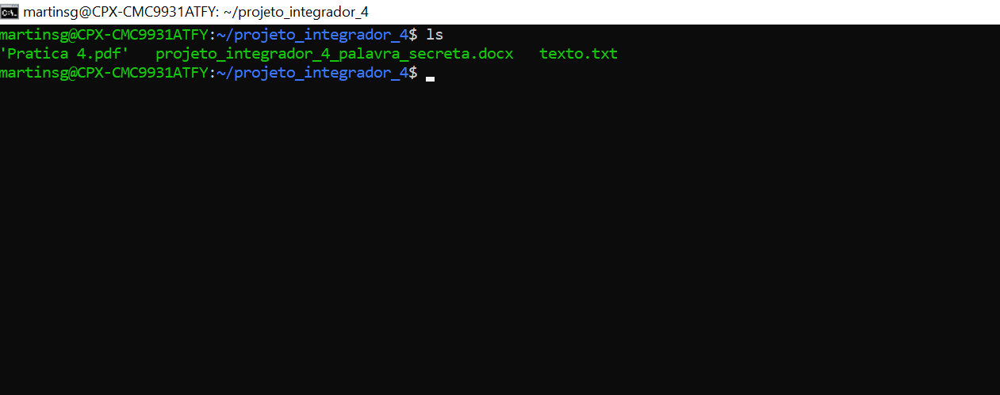 martinsg@CPX-CMC9931ATFY: ~/projeto_integrador_4
martinsg@CPX-CMC9931ATFY:~/projeto_integrador_4$ ls
'Pratica 4.pdf'   projeto_integrador_4_palavra_secreta.docx   texto.txt
martinsg@CPX-CMC9931ATFY:~/projeto_integrador_4$